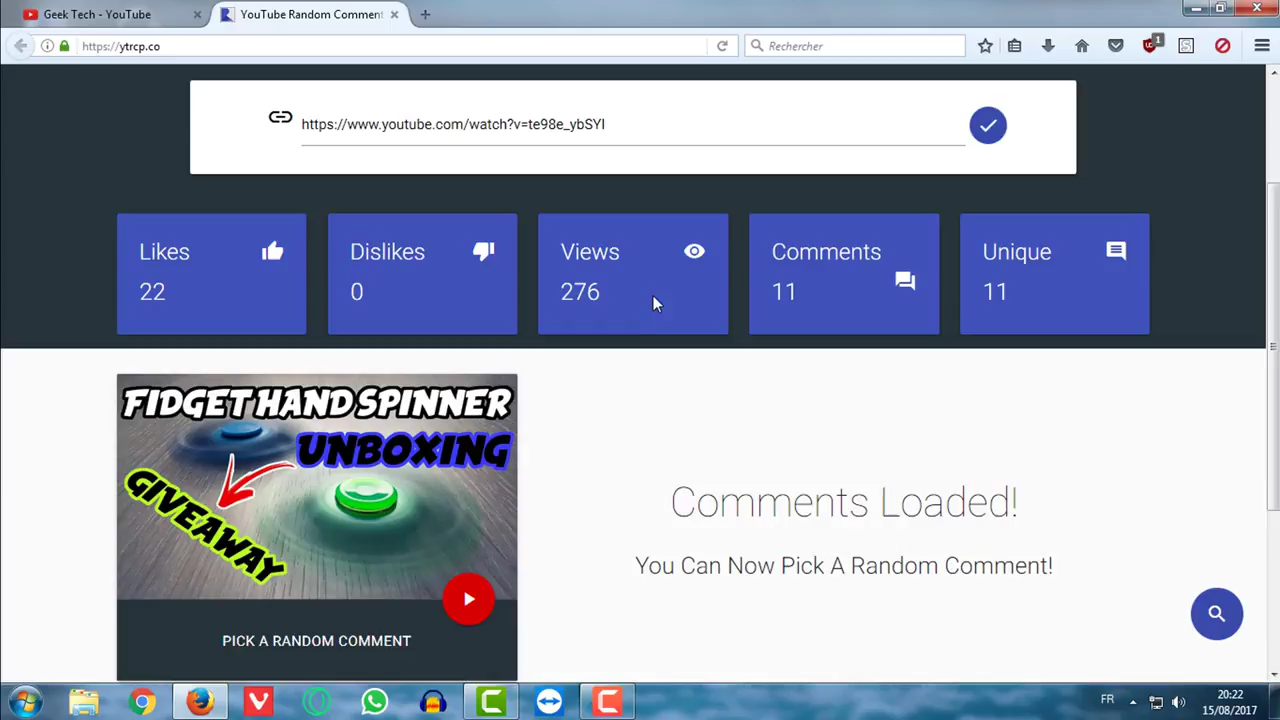 Geek Tech - YouTube
YouTube Random Comment
https://ytrcp.co
Rechercher
1
https://www.youtube.com/watch?v=te98e_ybSYI
Likes
22
Dislikes
0
Views
276
Comments
11
Unique
11
FIDGET HAND SPINNER
UNBOXING
GIVEAWAY
Comments Loaded!
You Can Now Pick A Random Comment!
PICK A RANDOM COMMENT
FR
20:22
15/08/2017